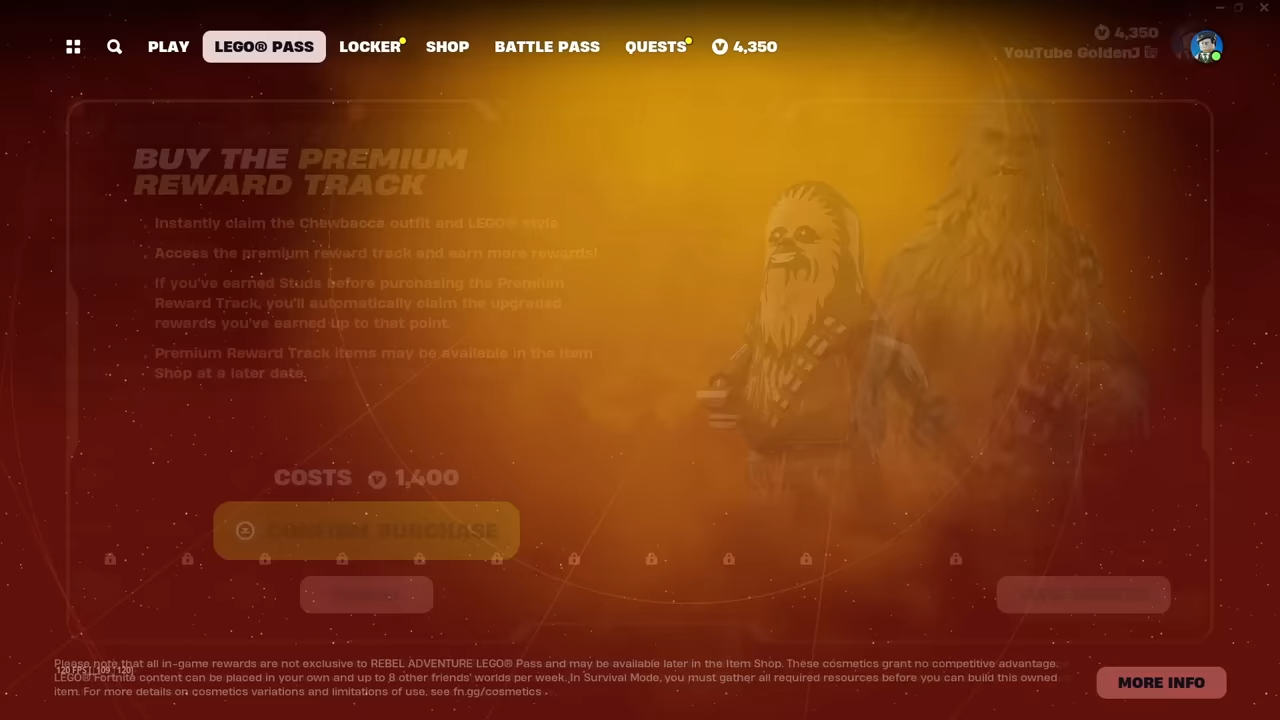 PLAY LEGO® PASS LOCKER SHOP BATTLE PASS QUESTS 4,350
4,350
YouTube GoldenJ
BUY THE PREMIUM
REWARD TRACK
Instantly claim the Chewbacca outfit and LEGO® style
Access the premium reward track and earn more rewards!
If you've earned Studs before purchasing the Premium
Reward Track, you'll automatically claim the upgraded
rewards you've earned up to that point.
Premium Reward Track items may be available in the Item
Shop at a later date.
COSTS 1,400
CONFIRM PURCHASE
Please note that all in-game rewards are not exclusive to REBEL ADVENTURE LEGO® Pass and may be available later in the Item Shop. These cosmetics grant no competitive advantage.
120 FPS [ 109 | 120]
LEGO® Fortnite content can be placed in your own and up to 8 other friends' worlds per week. In Survival Mode, you must gather all required resources before you can build this owned
item. For more details on cosmetics variations and limitations of use, see fn.gg/cosmetics
MORE INFO